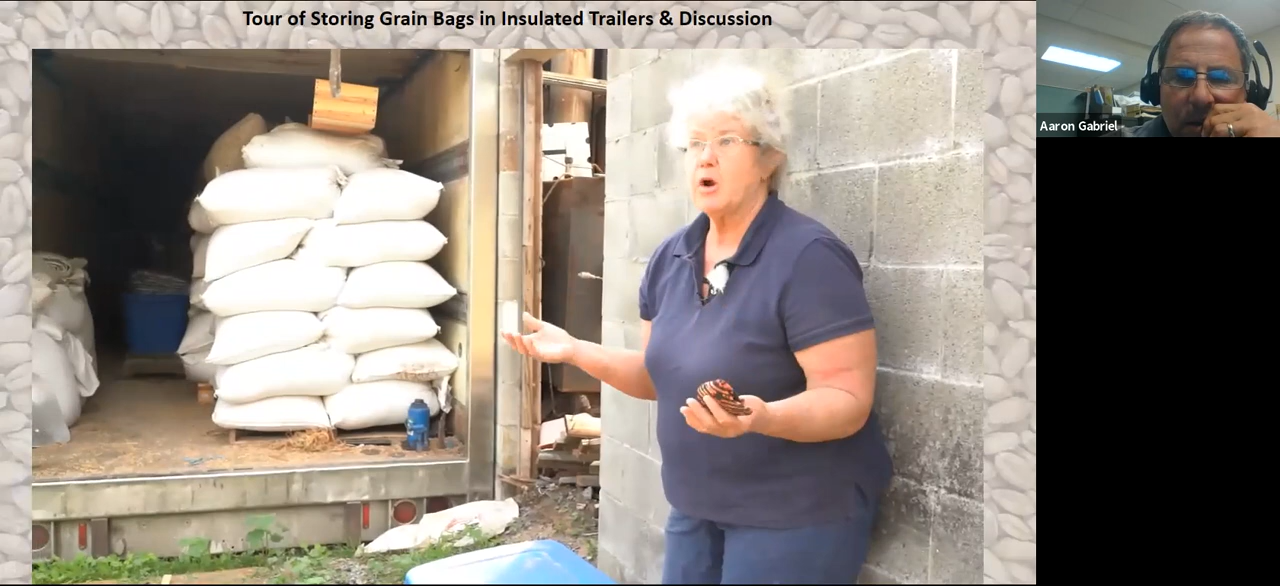 Tour of Storing Grain Bags in Insulated Trailers & Discussion
Aaron Gabriel